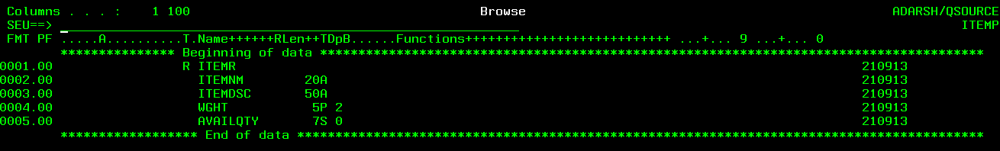 Columns . . . :    1 100                                      Browse                                                ADARSH/QSOURCE
SEU==>                                                                                                                       ITEMP
FMT PF .....A..........T.Name++++++RLen++TDpB......Functions+++++++++++++++++++++++++++ ...+... 9 ...+... 0
*************** Beginning of data ***************************************************************************************
0001.00                 R ITEMR                                                                                  210913
0002.00                   ITEMNM        20A                                                                      210913
0003.00                   ITEMDSC       50A                                                                      210913
0004.00                   WGHT           5P 2                                                                    210913
0005.00                   AVAILQTY       7S 0                                                                    210913
****************** End of data ******************************************************************************************